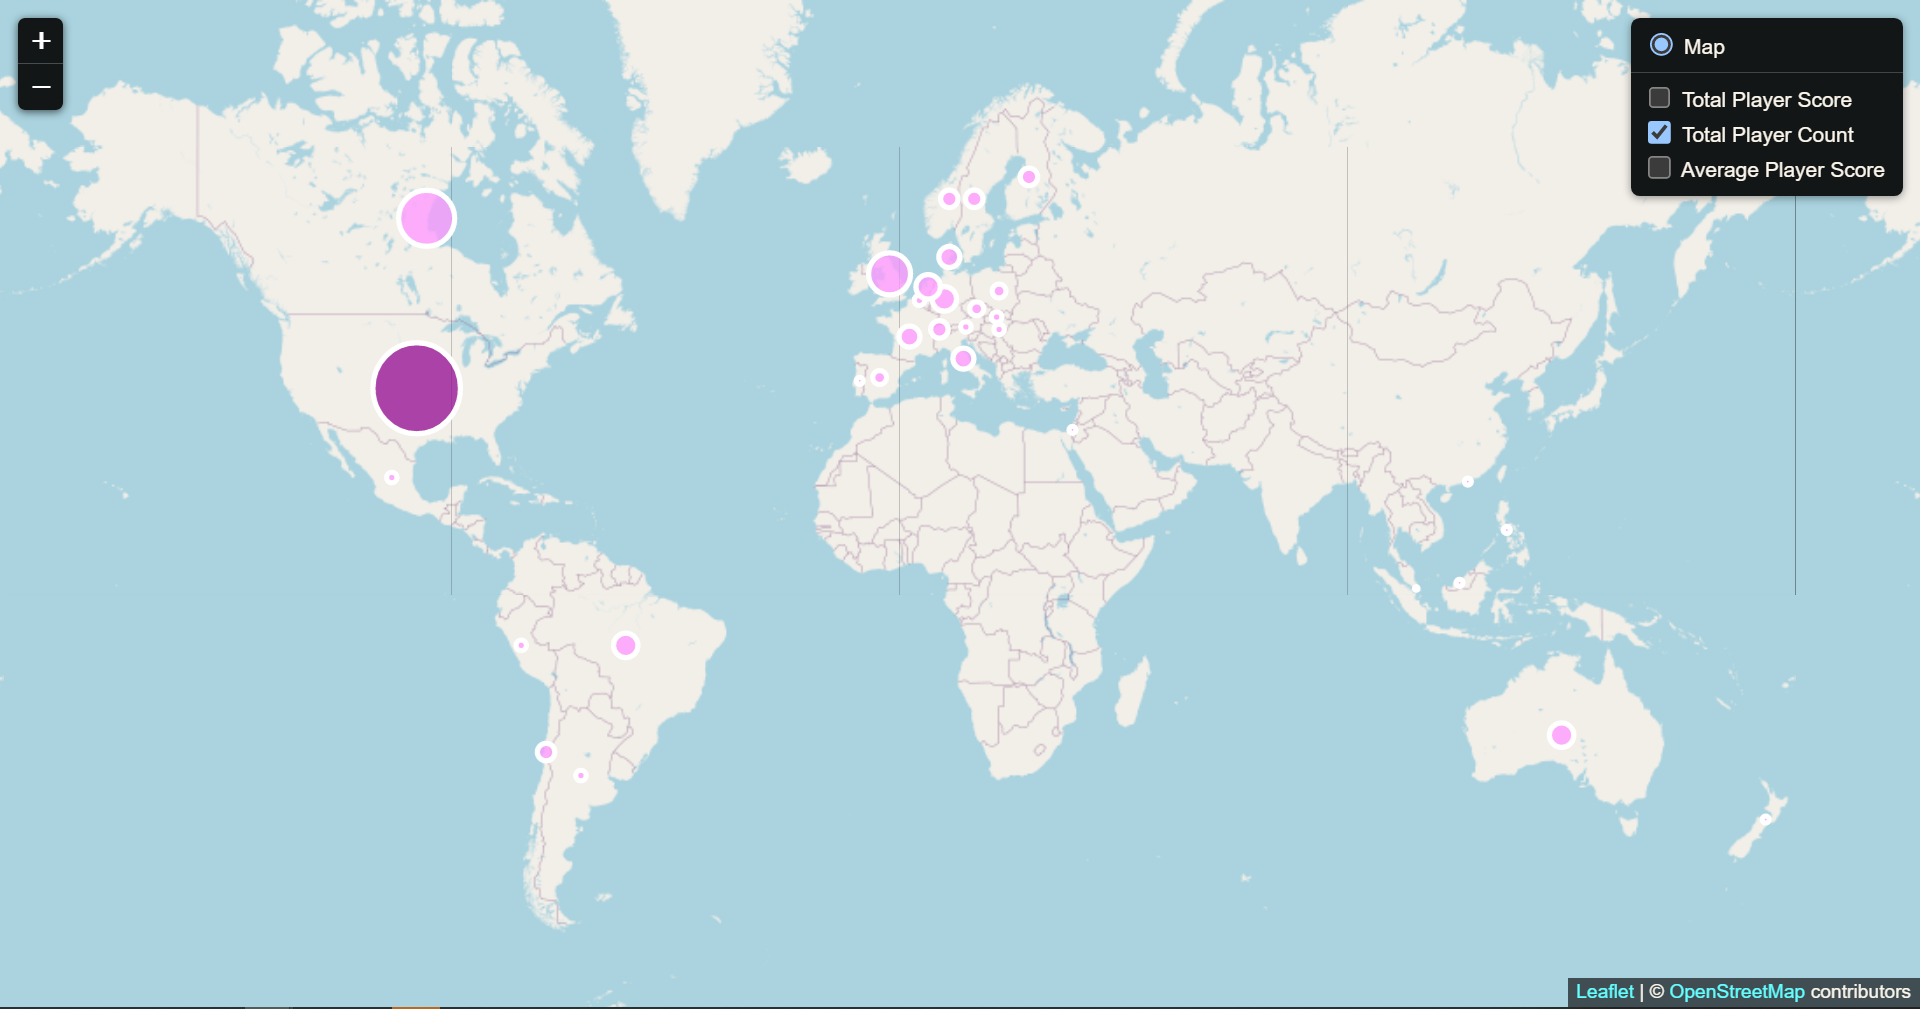 +
−
Map
Total Player Score
Total Player Count
Average Player Score
Leaflet | © OpenStreetMap contributors